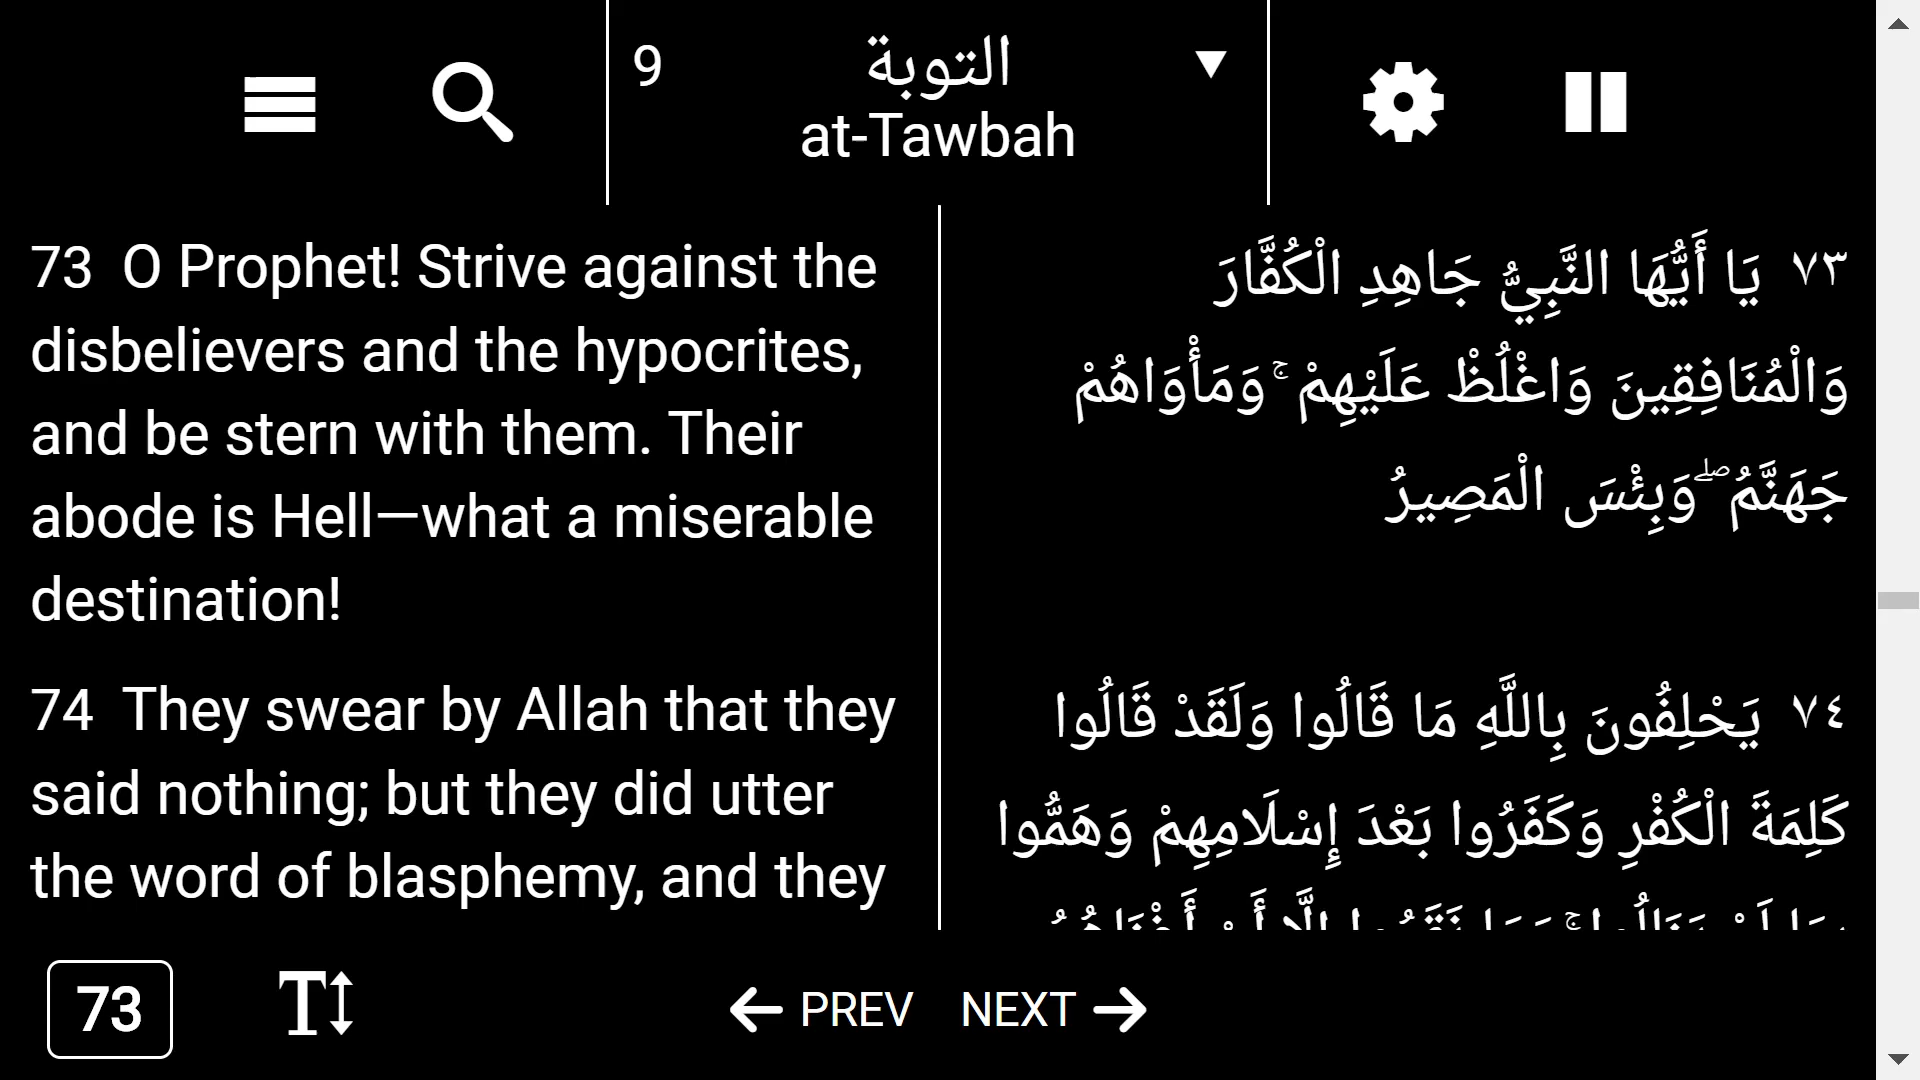 9
التوبة
at-Tawbah
73 O Prophet! Strive against the
disbelievers and the hypocrites,
and be stern with them. Their
abode is Hell—what a miserable
destination!
74 They swear by Allah that they
said nothing; but they did utter
the word of blasphemy, and they
٧٣ يَا أَيُّهَا النَّبِيُّ جَاهِدِ الْكُفَّارَ
وَالْمُنَافِقِينَ وَاغْلُظْ عَلَيْهِمْ ۚ وَمَأْوَاهُمْ
جَهَنَّمُ ۖ وَبِئْسَ الْمَصِيرُ
٧٤ يَحْلِفُونَ بِاللَّهِ مَا قَالُوا وَلَقَدْ قَالُوا
كَلِمَةَ الْكُفْرِ وَكَفَرُوا بَعْدَ إِسْلَامِهِمْ وَهَمُّوا
73
T
PREV NEXT